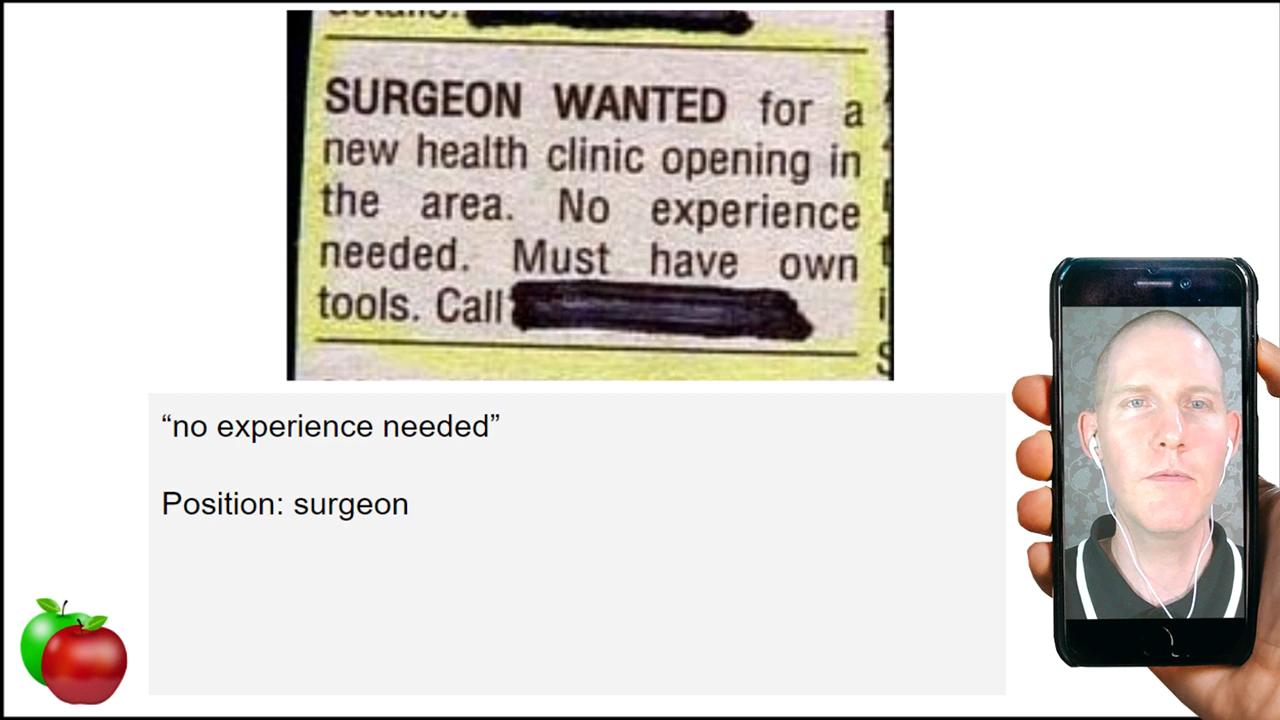 details.
SURGEON WANTED for a
new health clinic opening in
the area. No experience
needed. Must have own
tools. Call
“no experience needed”
Position: surgeon